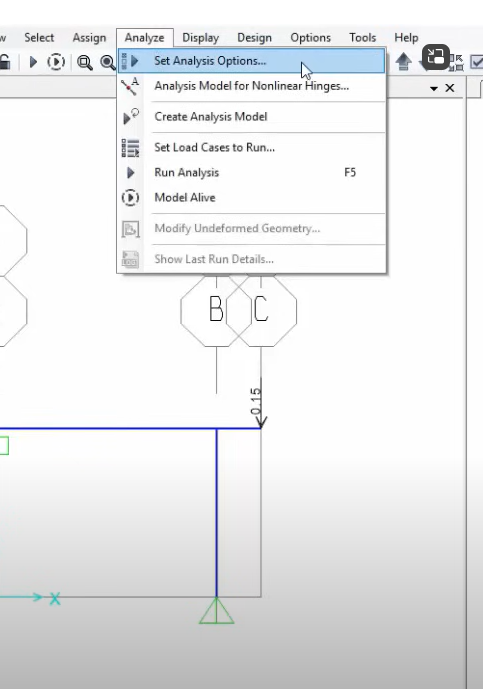 w Select Assign Analyze Display Design Options Tools Help
Set Analysis Options...
Analysis Model for Nonlinear Hinges...
Create Analysis Model
Set Load Cases to Run...
Run Analysis F5
Model Alive
Modify Undeformed Geometry...
Show Last Run Details...
B C
0.15
X